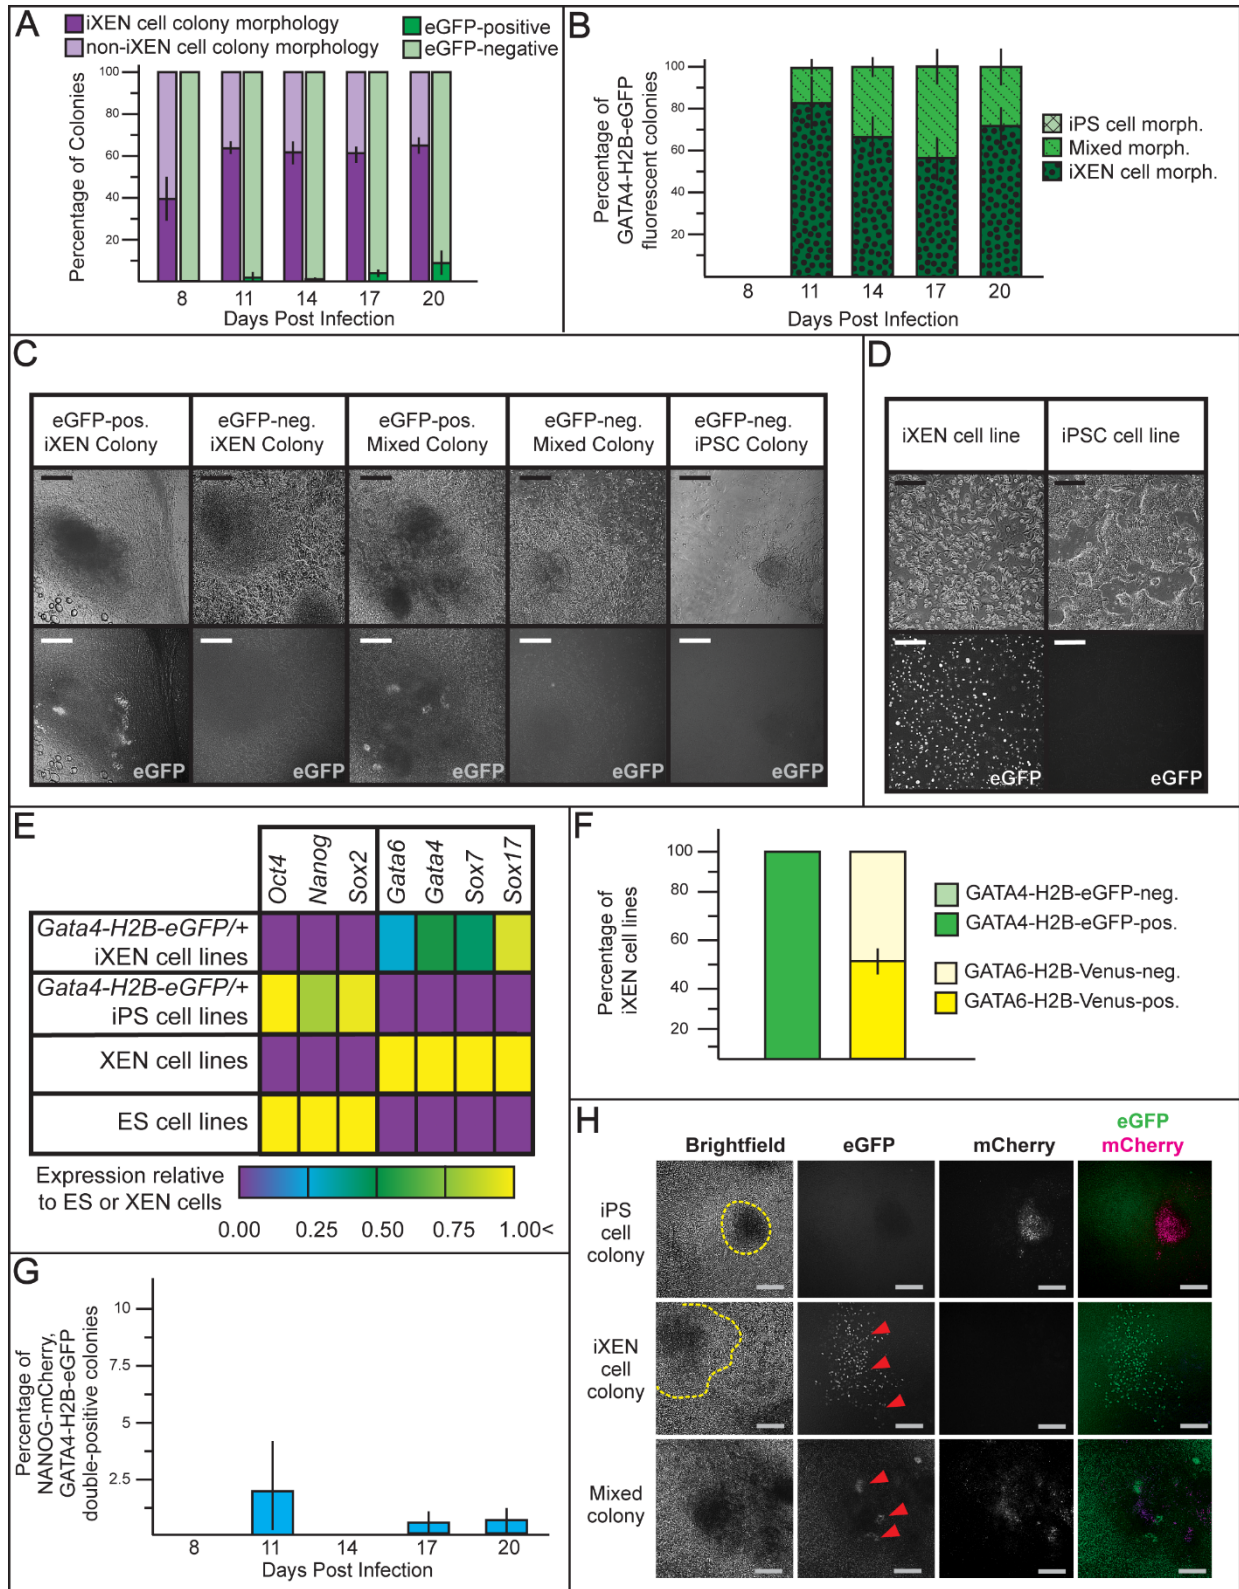 A
iXEN cell colony morphology
non-iXEN cell colony morphology
eGFP-positive
eGFP-negative
Percentage of Colonies
100
80
60
40
20
8 11 14 17 20
Days Post Infection
B
Percentage of
GATA4-H2B-eGFP
fluorescent colonies
100
80
60
40
20
8 11 14 17 20
Days Post Infection
iPS cell morph.
Mixed morph.
iXEN cell morph.
C
eGFP-pos.
iXEN Colony
eGFP-neg.
iXEN Colony
eGFP-pos.
Mixed Colony
eGFP-neg.
Mixed Colony
eGFP-neg.
iPSC Colony
eGFP eGFP eGFP eGFP eGFP
D
iXEN cell line iPSC cell line
eGFP eGFP
E
Oct4 Nanog Sox2 Gata6 Gata4 Sox7 Sox17
Gata4-H2B-eGFP/+
iXEN cell lines
Gata4-H2B-eGFP/+
iPS cell lines
XEN cell lines
ES cell lines
Expression relative
to ES or XEN cells
0.00 0.25 0.50 0.75 1.00<
F
Percentage of
iXEN cell lines
100
80
60
40
20
GATA4-H2B-eGFP-neg.
GATA4-H2B-eGFP-pos.
GATA6-H2B-Venus-neg.
GATA6-H2B-Venus-pos.
G
Percentage of
NANOG-mCherry,
GATA4-H2B-eGFP
double-positive colonies
10
7.5
5
2.5
8 11 14 17 20
Days Post Infection
H
Brightfield eGFP mCherry
eGFP
mCherry
iPS
cell
colony
iXEN
cell
colony
Mixed
colony